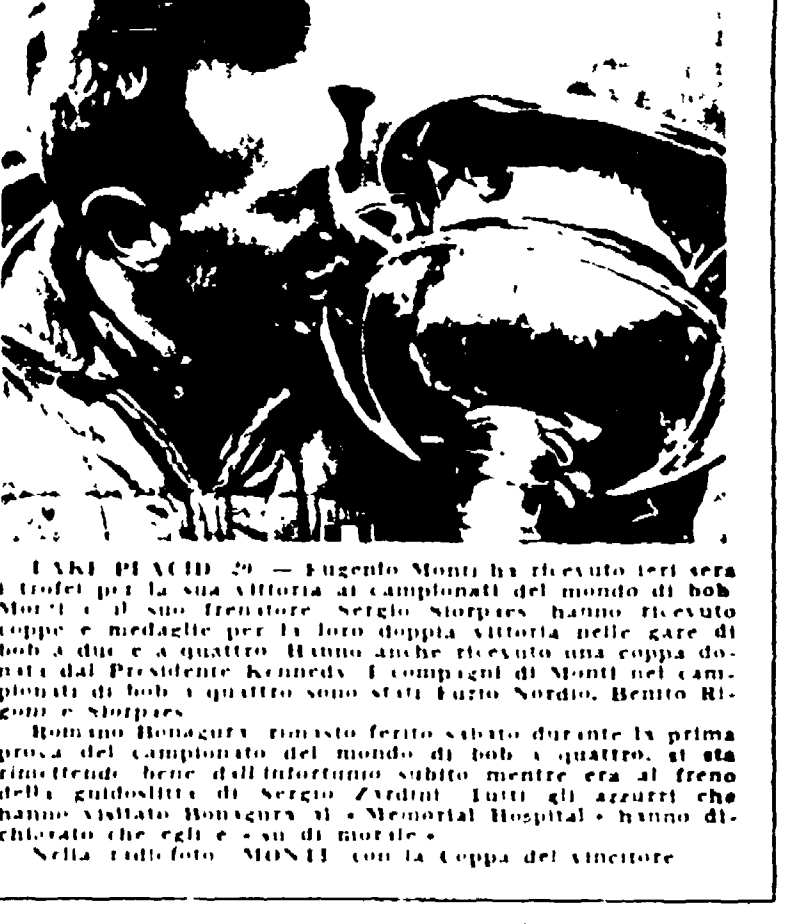 LAKE PLACID 29 — Eugenio Monti ha ricevuto ieri sera
i trofei per la sua vittoria ai campionati del mondo di bob
Monti e il suo frenatore Sergio Siorpaes hanno ricevuto
coppe e medaglie per la loro doppia vittoria nelle gare di
bob a due e a quattro. Hanno anche ricevuto una coppa do-
nata dal Presidente Kennedy. I compagni di Monti nei cam-
pionati di bob a quattro sono stati Furio Nordio, Benito Ri-
goni e Siorpaes
Romano Bonagura rimasto ferito sabato durante la prima
prova del campionato del mondo di bob a quattro, si sta
rimettendo bene dall'infortunio subito mentre era al freno
della guidoslitta di Sergio Zardini. Tutti gli azzurri che
hanno visitato Bonagura al « Memorial Hospital » hanno di-
chiarato che egli è « su di morale »
Nella radiofoto MONTI con la Coppa del vincitore